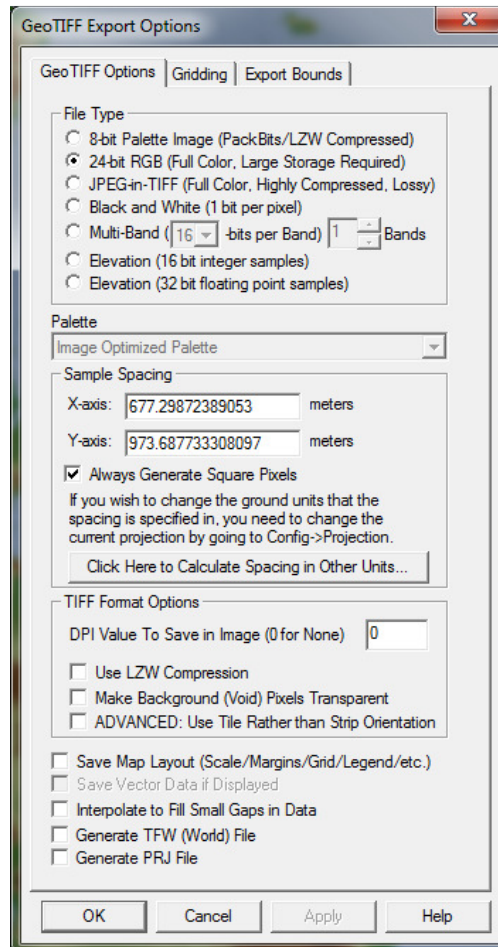 GeoTIFF Export Options
GeoTIFF Options Gridding Export Bounds
File Type
8-bit Palette Image (PackBits/LZW Compressed)
24-bit RGB (Full Color, Large Storage Required)
JPEG-in-TIFF (Full Color, Highly Compressed, Lossy)
Black and White (1 bit per pixel)
Multi-Band (16 -bits per Band) 1 Bands
Elevation (16 bit integer samples)
Elevation (32 bit floating point samples)
Palette
Image Optimized Palette
Sample Spacing
X-axis: 677.29872389053 meters
Y-axis: 973.687733308097 meters
Always Generate Square Pixels
If you wish to change the ground units that the
spacing is specified in, you need to change the
current projection by going to Config->Projection.
Click Here to Calculate Spacing in Other Units...
TIFF Format Options
DPI Value To Save in Image (0 for None) 0
Use LZW Compression
Make Background (Void) Pixels Transparent
ADVANCED: Use Tile Rather than Strip Orientation
Save Map Layout (Scale/Margins/Grid/Legend/etc.)
Save Vector Data if Displayed
Interpolate to Fill Small Gaps in Data
Generate TFW (World) File
Generate PRJ File
OK Cancel Apply Help